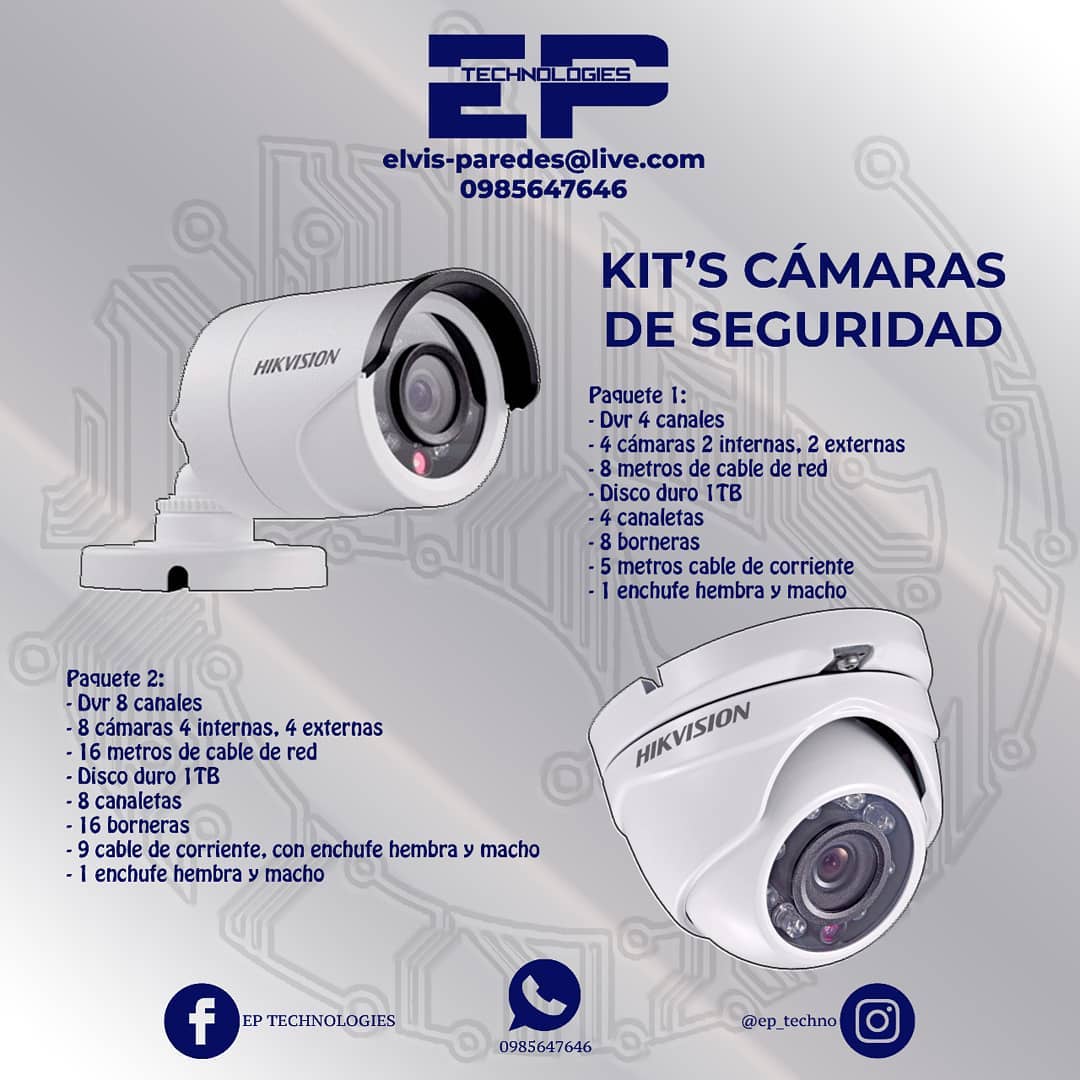 EP
TECHNOLOGIES
elvis-paredes@live.com
0985647646
KIT'S CÁMARAS
DE SEGURIDAD
HIKVISION
Paquete 1:
- Dvr 4 canales
- 4 cámaras 2 internas, 2 externas
- 8 metros de cable de red
- Disco duro 1TB
- 4 canaletas
- 8 borneras
- 5 metros cable de corriente
- 1 enchufe hembra y macho
Paquete 2:
- Dvr 8 canales
- 8 cámaras 4 internas, 4 externas
- 16 metros de cable de red
- Disco duro 1TB
- 8 canaletas
- 16 borneras
- 9 cable de corriente, con enchufe hembra y macho
- 1 enchufe hembra y macho
HIKVISION
EP TECHNOLOGIES
0985647646
@ep_techno